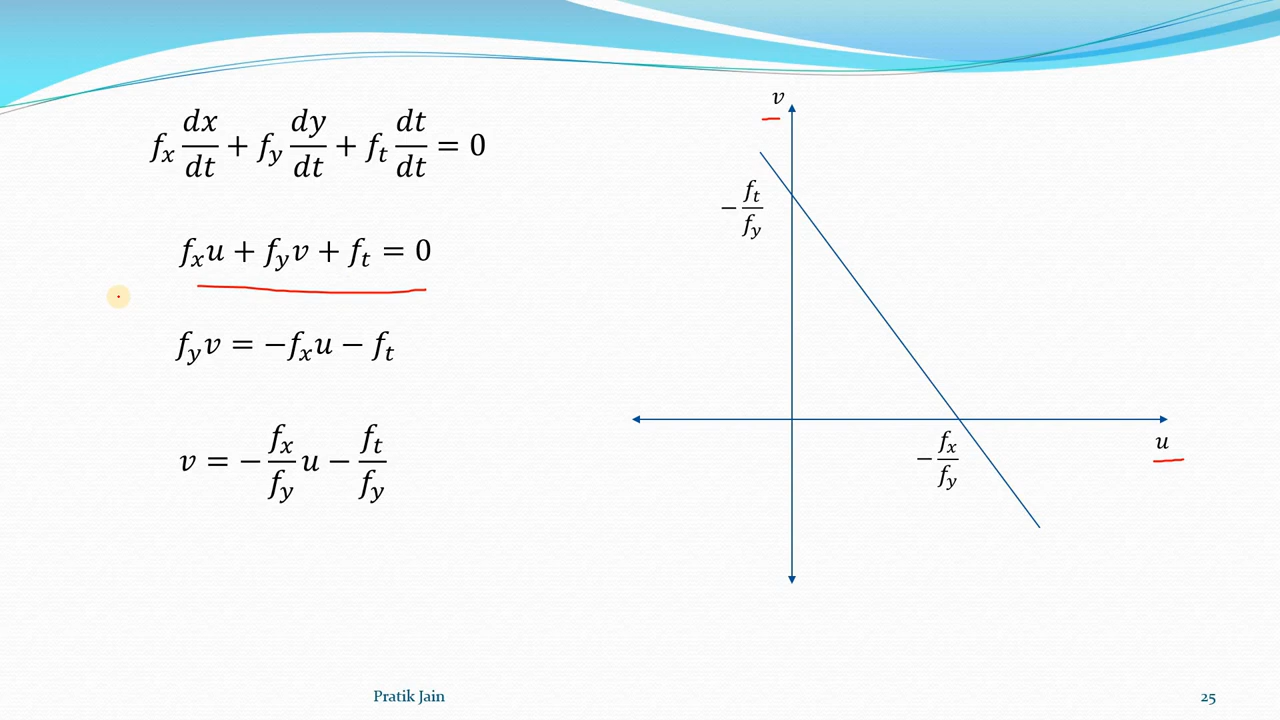 f_x dx/dt + f_y dy/dt + f_t dt/dt = 0
f_x u + f_y v + f_t = 0
f_y v = −f_x u − f_t
v = −f_x/f_y u − f_t/f_y
v
−f_t/f_y
−f_x/f_y
u
Pratik Jain
25